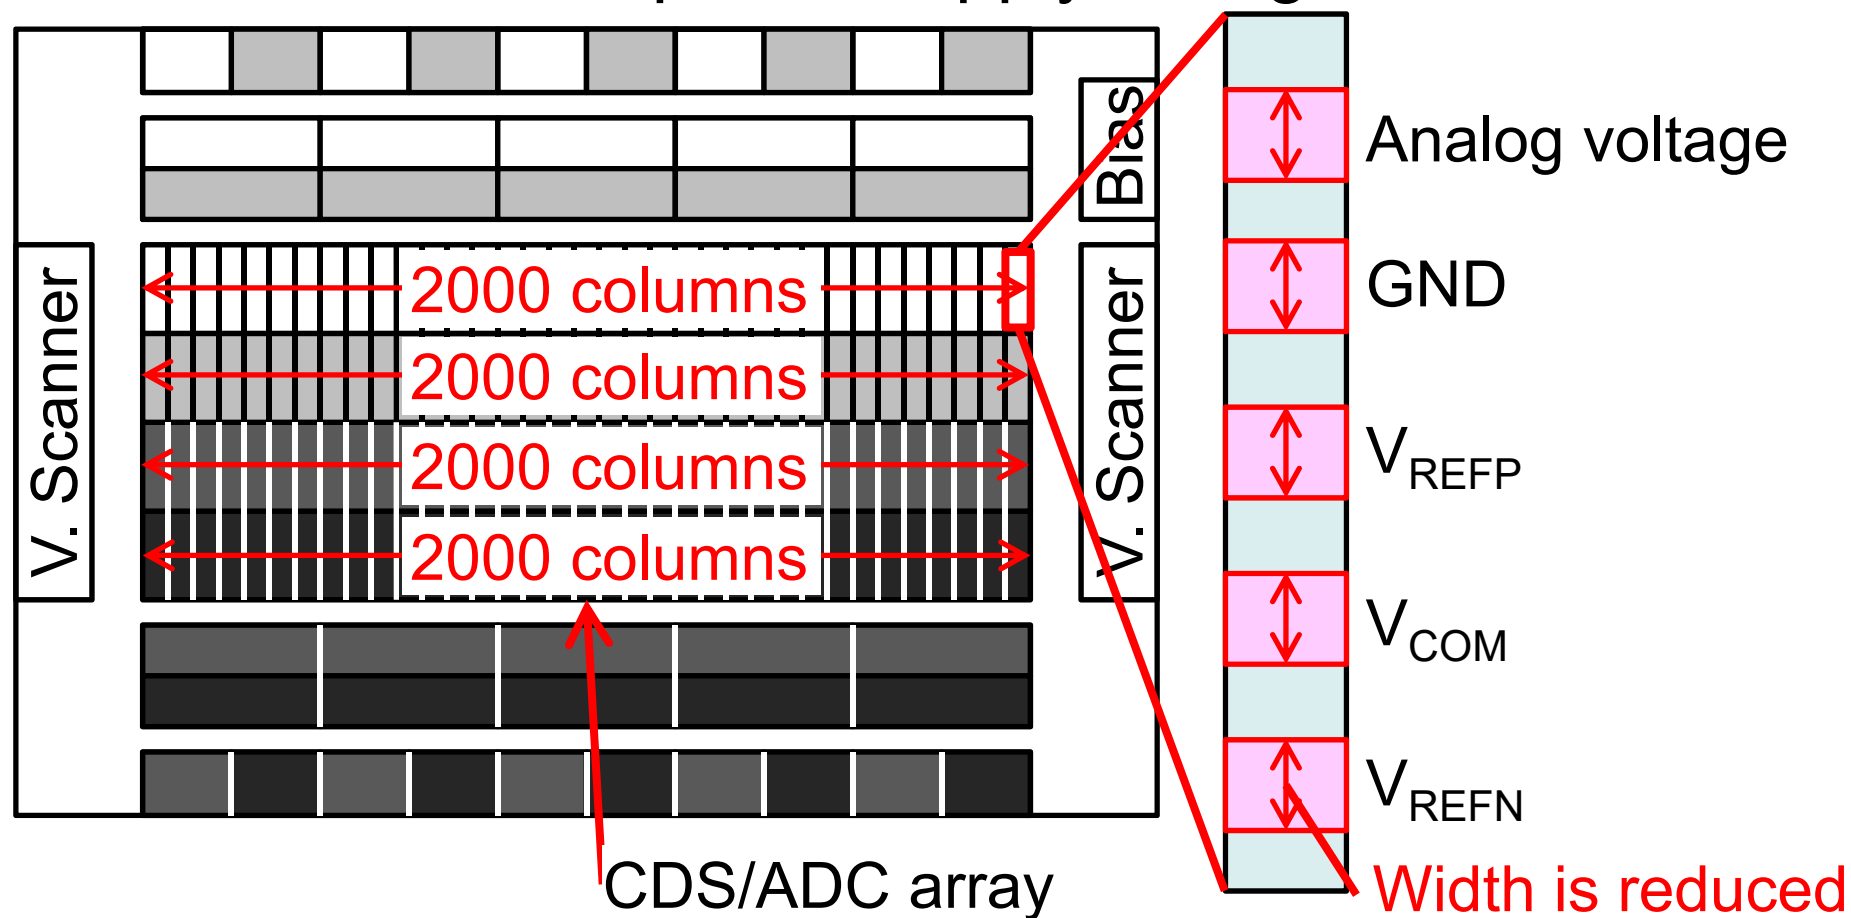 Bias
Analog voltage
V. Scanner
2000 columns
2000 columns
2000 columns
2000 columns
V. Scanner
GND
VREFP
VCOM
VREFN
CDS/ADC array
Width is reduced